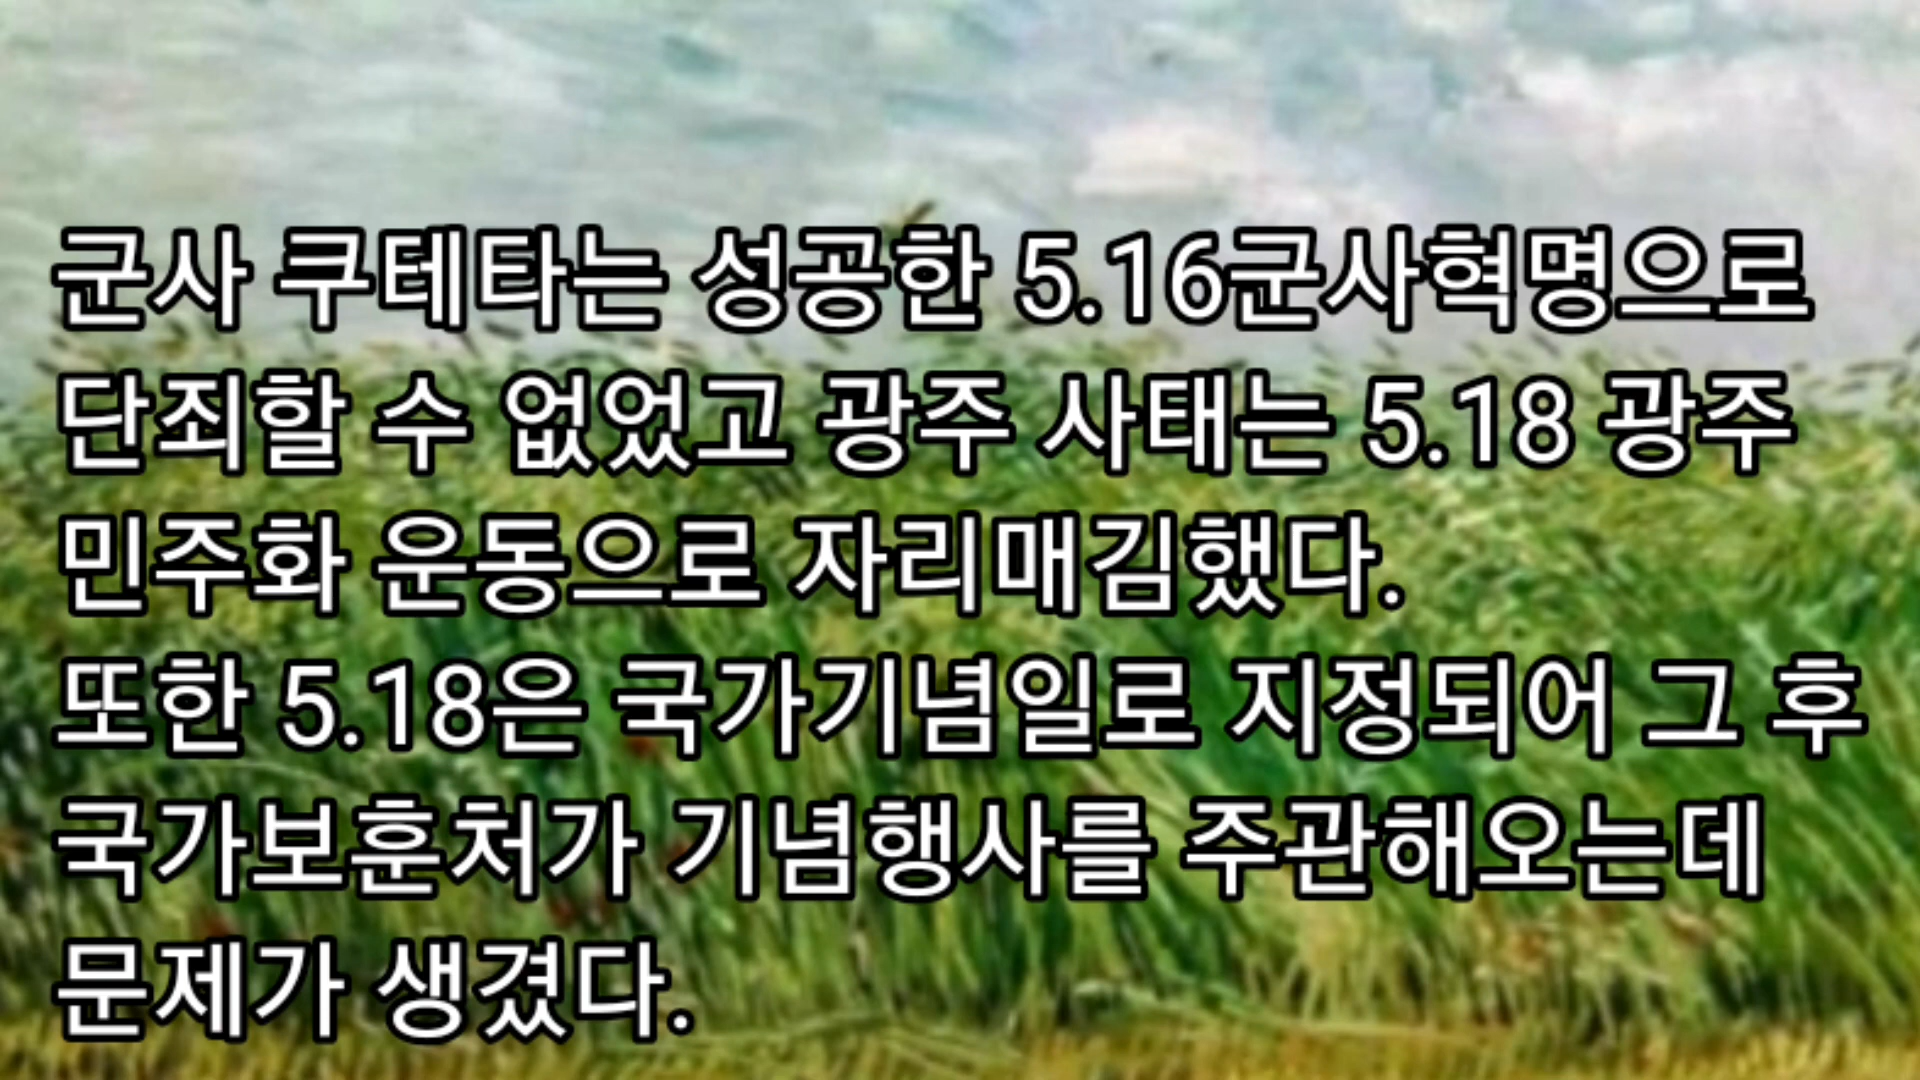 군사 쿠테타는 성공한 5.16군사혁명으로
단죄할 수 없었고 광주 사태는 5.18 광주
민주화 운동으로 자리매김했다.
또한 5.18은 국가기념일로 지정되어 그 후
국가보훈처가 기념행사를 주관해오는데
문제가 생겼다.